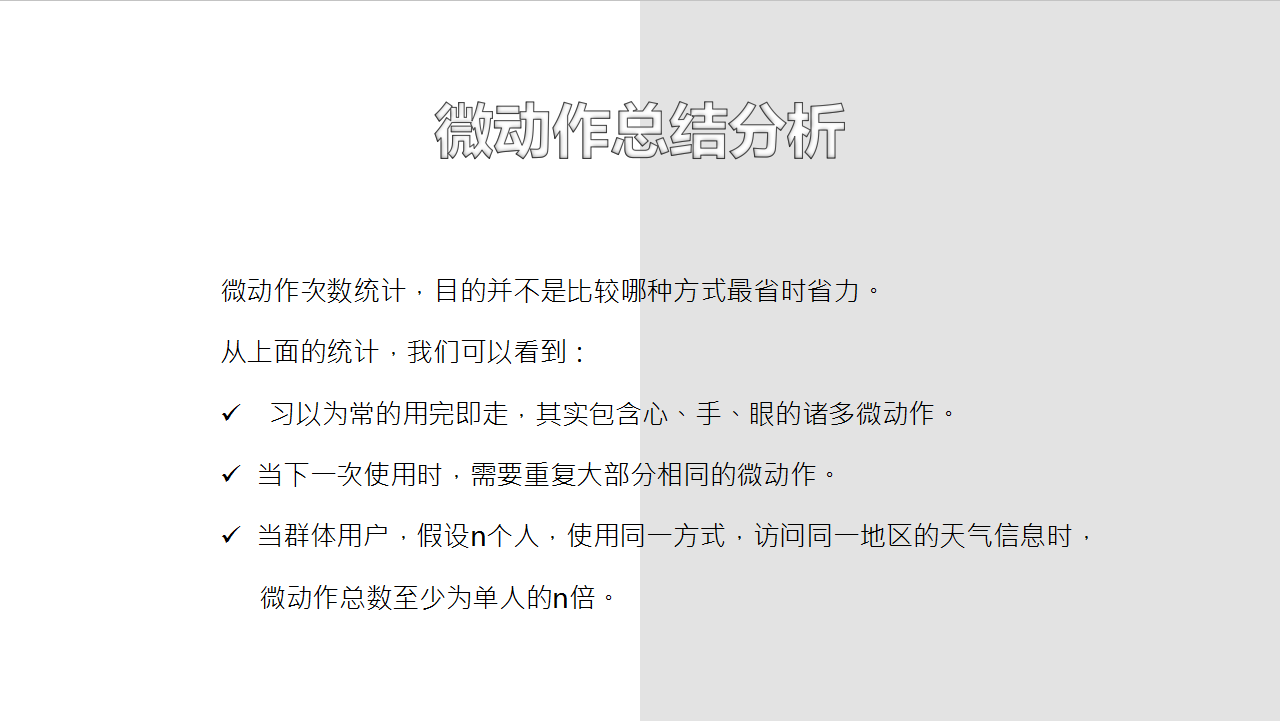 微动作总结分析
微动作次数统计，目的并不是比较哪种方式最省时省力。
从上面的统计，我们可以看到：
✓ 习以为常的用完即走，其实包含心、手、眼的诸多微动作。
✓ 当下一次使用时，需要重复大部分相同的微动作。
✓ 当群体用户，假设n个人，使用同一方式，访问同一地区的天气信息时，
微动作总数至少为单人的n倍。